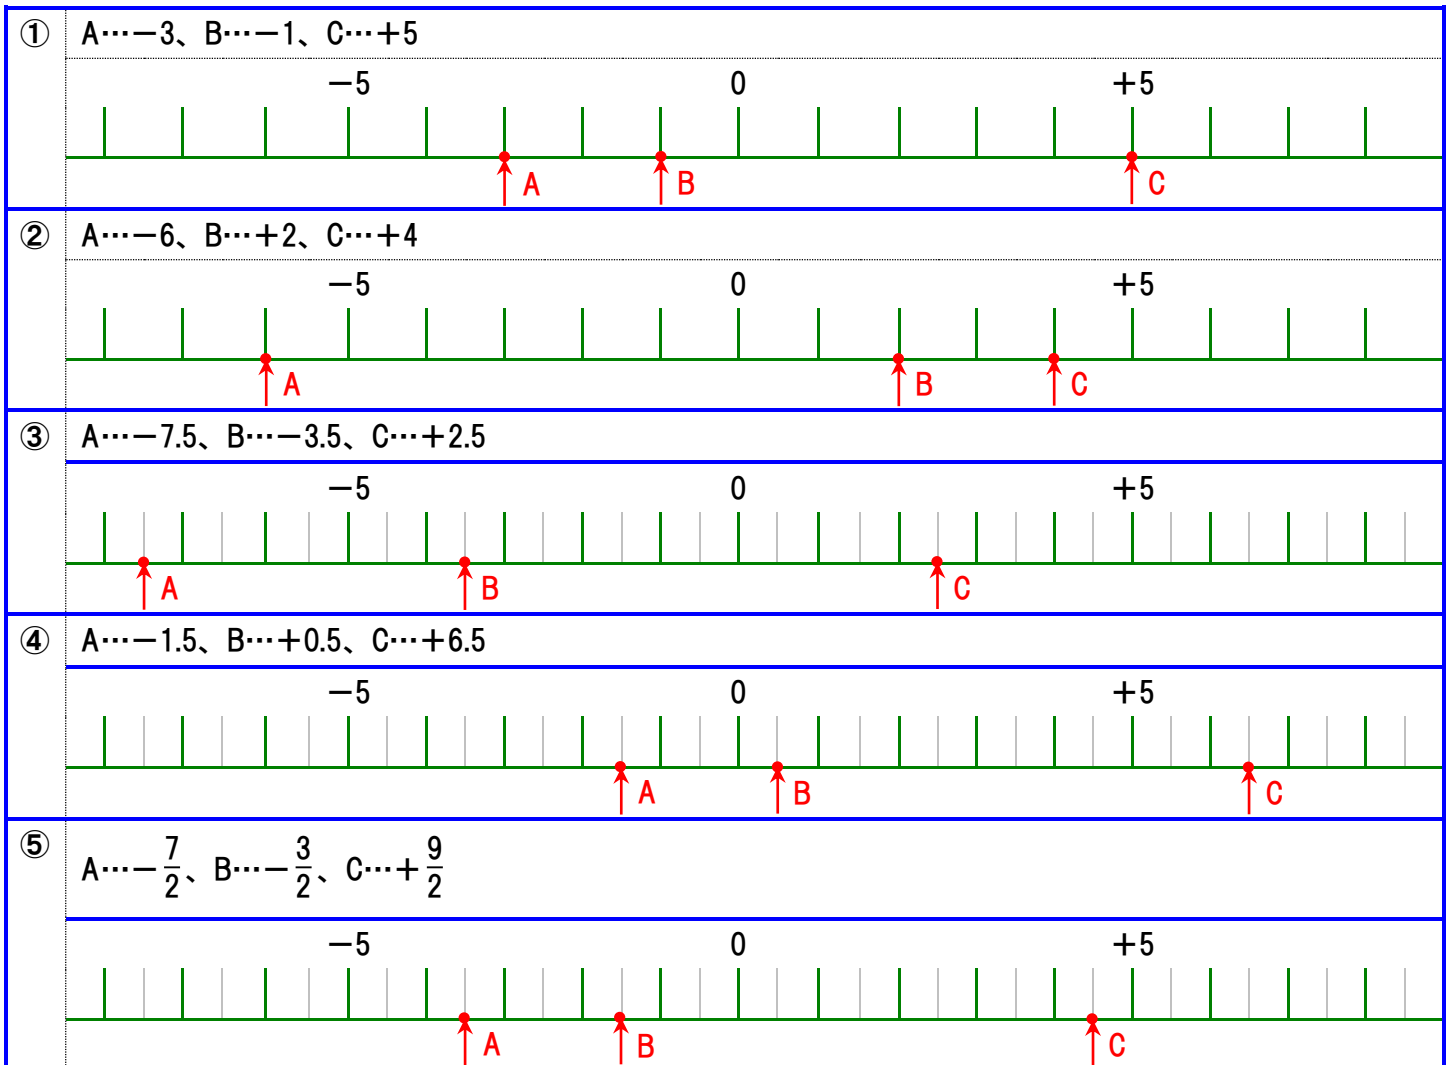 ① A…－3、B…－1、C…＋5
－5 0 ＋5
A B C
② A…－6、B…＋2、C…＋4
－5 0 ＋5
A B C
③ A…－7.5、B…－3.5、C…＋2.5
－5 0 ＋5
A B C
④ A…－1.5、B…＋0.5、C…＋6.5
－5 0 ＋5
A B C
⑤ A…－7/2、B…－3/2、C…＋9/2
－5 0 ＋5
A B C